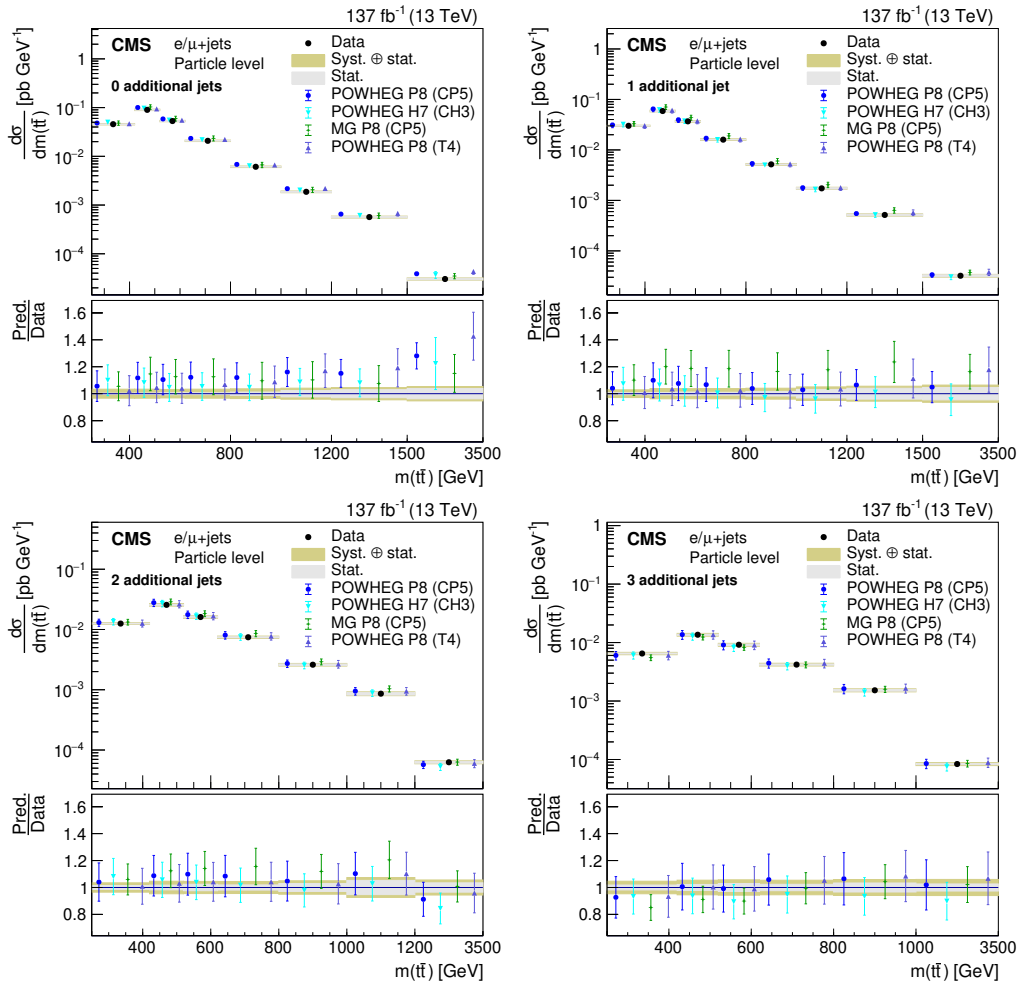 137 fb⁻¹ (13 TeV)
CMS e/μ+jets
Particle level
0 additional jets
Data
Syst. ⊕ stat.
Stat.
POWHEG P8 (CP5)
POWHEG H7 (CH3)
MG P8 (CP5)
POWHEG P8 (T4)
dσ/dm(tt̄) [pb GeV⁻¹]
1
10⁻¹
10⁻²
10⁻³
10⁻⁴
Pred./Data
1.6
1.4
1.2
1
0.8
400 800 1200 1500 3500
m(tt̄) [GeV]
137 fb⁻¹ (13 TeV)
CMS e/μ+jets
Particle level
1 additional jet
Data
Syst. ⊕ stat.
Stat.
POWHEG P8 (CP5)
POWHEG H7 (CH3)
MG P8 (CP5)
POWHEG P8 (T4)
dσ/dm(tt̄) [pb GeV⁻¹]
1
10⁻¹
10⁻²
10⁻³
10⁻⁴
Pred./Data
1.6
1.4
1.2
1
0.8
400 800 1200 1500 3500
m(tt̄) [GeV]
137 fb⁻¹ (13 TeV)
CMS e/μ+jets
Particle level
2 additional jets
Data
Syst. ⊕ stat.
Stat.
POWHEG P8 (CP5)
POWHEG H7 (CH3)
MG P8 (CP5)
POWHEG P8 (T4)
dσ/dm(tt̄) [pb GeV⁻¹]
10⁻¹
10⁻²
10⁻³
10⁻⁴
Pred./Data
1.6
1.4
1.2
1
0.8
400 600 800 1000 1200 3500
m(tt̄) [GeV]
137 fb⁻¹ (13 TeV)
CMS e/μ+jets
Particle level
3 additional jets
Data
Syst. ⊕ stat.
Stat.
POWHEG P8 (CP5)
POWHEG H7 (CH3)
MG P8 (CP5)
POWHEG P8 (T4)
dσ/dm(tt̄) [pb GeV⁻¹]
1
10⁻¹
10⁻²
10⁻³
10⁻⁴
Pred./Data
1.6
1.4
1.2
1
0.8
400 600 800 1000 3500
m(tt̄) [GeV]